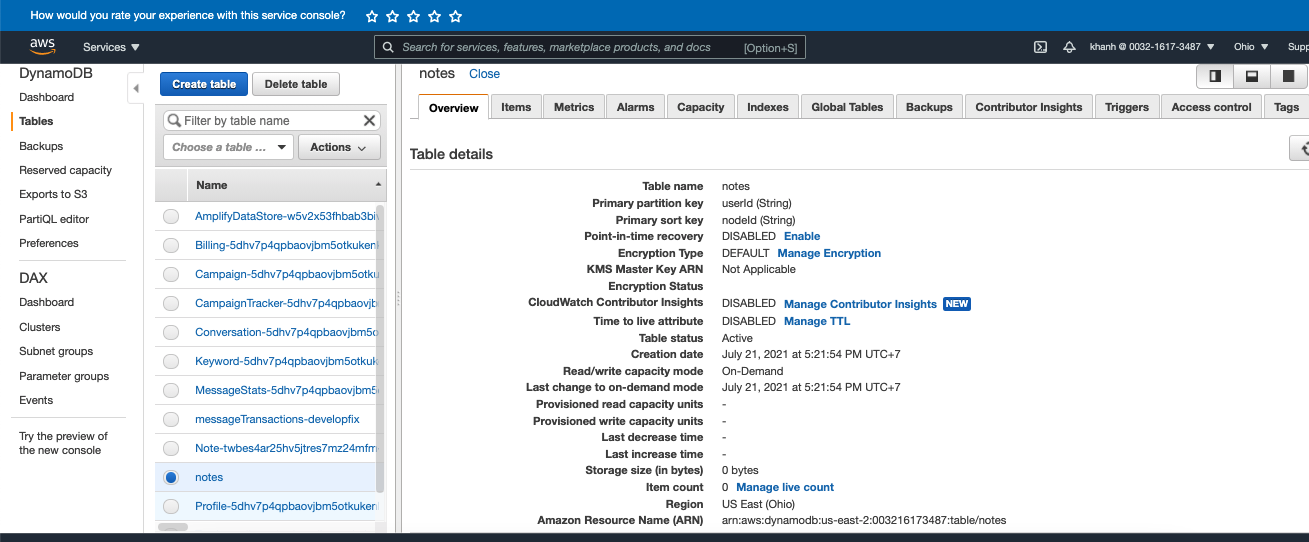 How would you rate your experience with this service console?
aws
Services
Search for services, features, marketplace products, and docs
[Option+S]
khanh @ 0032-1617-3487
Ohio
Supp
DynamoDB
Dashboard
Tables
Backups
Reserved capacity
Exports to S3
PartiQL editor
Preferences
DAX
Dashboard
Clusters
Subnet groups
Parameter groups
Events
Try the preview of
the new console
Create table
Delete table
Filter by table name
Choose a table ...
Actions
Name
AmplifyDataStore-w5v2x53fhbab3bi
Billing-5dhv7p4qpbaovjbm5otkuken
Campaign-5dhv7p4qpbaovjbm5otku
CampaignTracker-5dhv7p4qpbaovjb
Conversation-5dhv7p4qpbaovjbm5o
Keyword-5dhv7p4qpbaovjbm5otkuk
MessageStats-5dhv7p4qpbaovjbm5
messageTransactions-developfix
Note-twbes4ar25hv5jtres7mz24mfm
notes
Profile-5dhv7p4qpbaovjbm5otkuken
notes Close
Overview Items Metrics Alarms Capacity Indexes Global Tables Backups Contributor Insights Triggers Access control Tags
Table details
Table name notes
Primary partition key userId (String)
Primary sort key nodeId (String)
Point-in-time recovery DISABLED Enable
Encryption Type DEFAULT Manage Encryption
KMS Master Key ARN Not Applicable
Encryption Status
CloudWatch Contributor Insights DISABLED Manage Contributor Insights NEW
Time to live attribute DISABLED Manage TTL
Table status Active
Creation date July 21, 2021 at 5:21:54 PM UTC+7
Read/write capacity mode On-Demand
Last change to on-demand mode July 21, 2021 at 5:21:54 PM UTC+7
Provisioned read capacity units -
Provisioned write capacity units -
Last decrease time -
Last increase time -
Storage size (in bytes) 0 bytes
Item count 0 Manage live count
Region US East (Ohio)
Amazon Resource Name (ARN) arn:aws:dynamodb:us-east-2:003216173487:table/notes